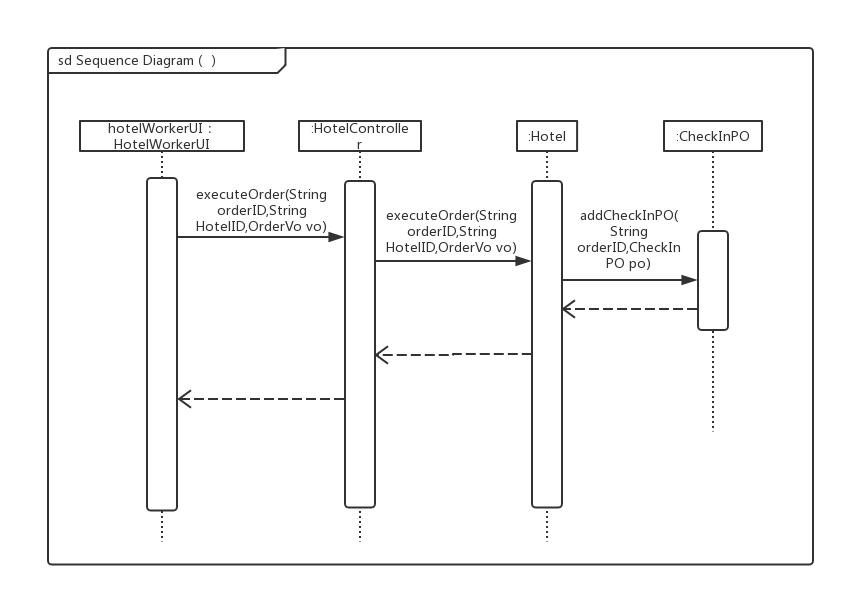 sd Sequence Diagram (  )
hotelWorkerUI :
HotelWorkerUI
:HotelControlle
r
:Hotel
:CheckInPO
executeOrder(String
orderID,String
HotelID,OrderVo vo)
executeOrder(String
orderID,String
HotelID,OrderVo vo)
addCheckInPO(
String
orderID,CheckIn
PO po)